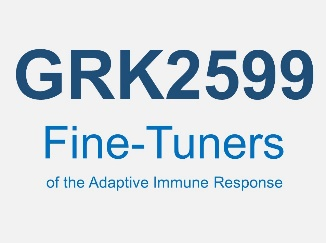 GRK2599
Fine-Tuners
of the Adaptive Immune Response